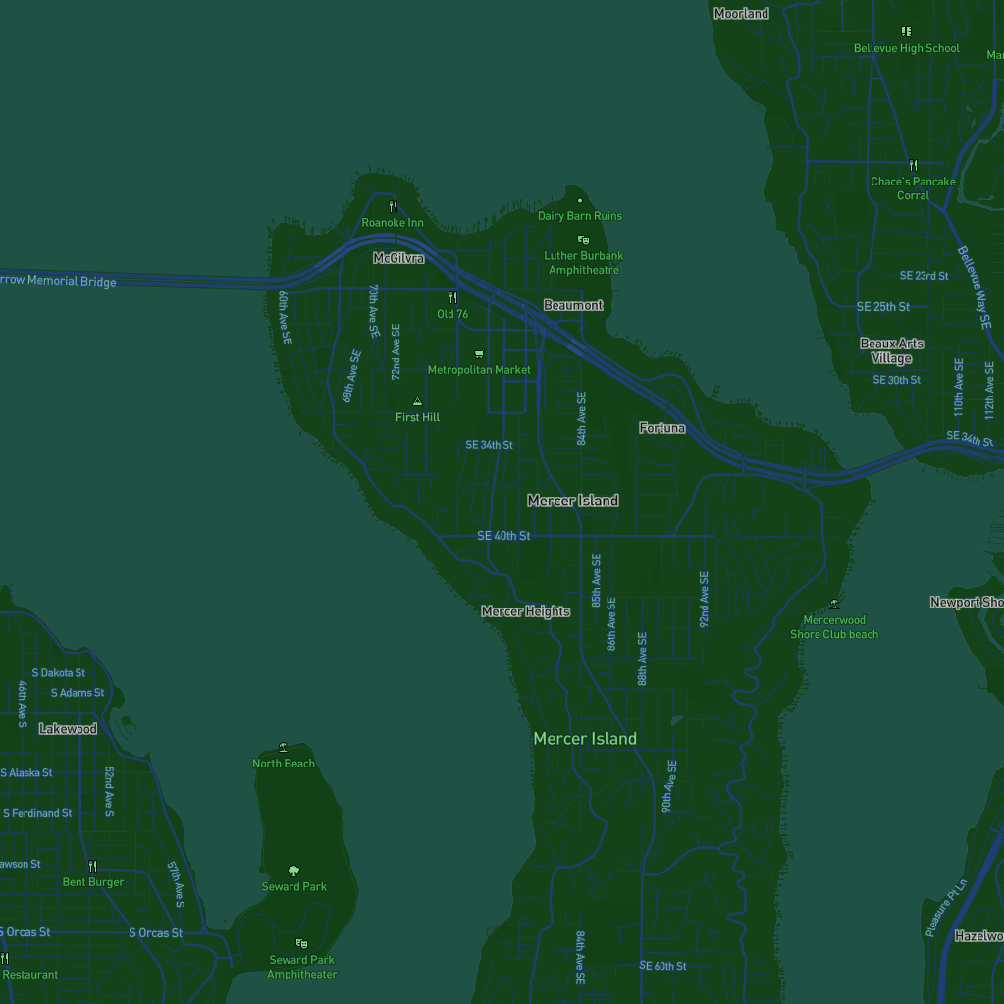 Moorland
Bellevue High School
Chace's Pancake
Corral
Roanoke Inn
Dairy Barn Ruins
McGilvra
Luther Burbank
Amphitheatre
Bellevue Way SE
SE 23rd St
rrow Memorial Bridge
60th Ave SE
70th Ave SE
Old 76
Beaumont
SE 25th St
72nd Ave SE
Beaux Arts
Village
68th Ave SE
Metropolitan Market
SE 30th St
110th Ave SE
112th Ave SE
First Hill
84th Ave SE
Fortuna
SE 34th St
SE 34th St
Mercer Island
SE 40th St
85th Ave SE
92nd Ave SE
86th Ave SE
Mercer Heights
Newport Sho
Mercerwood
Shore Club beach
88th Ave SE
S Dakota St
S Adams St
46th Ave S
Lakewood
Mercer Island
North Beach
S Alaska St
52nd Ave S
90th Ave SE
S Ferdinand St
awson St
Bent Burger
57th Ave S
Seward Park
Pleasure Pt Ln
S Orcas St
S Orcas St
Hazelwo
84th Ave SE
Seward Park
Amphitheater
Restaurant
SE 60th St